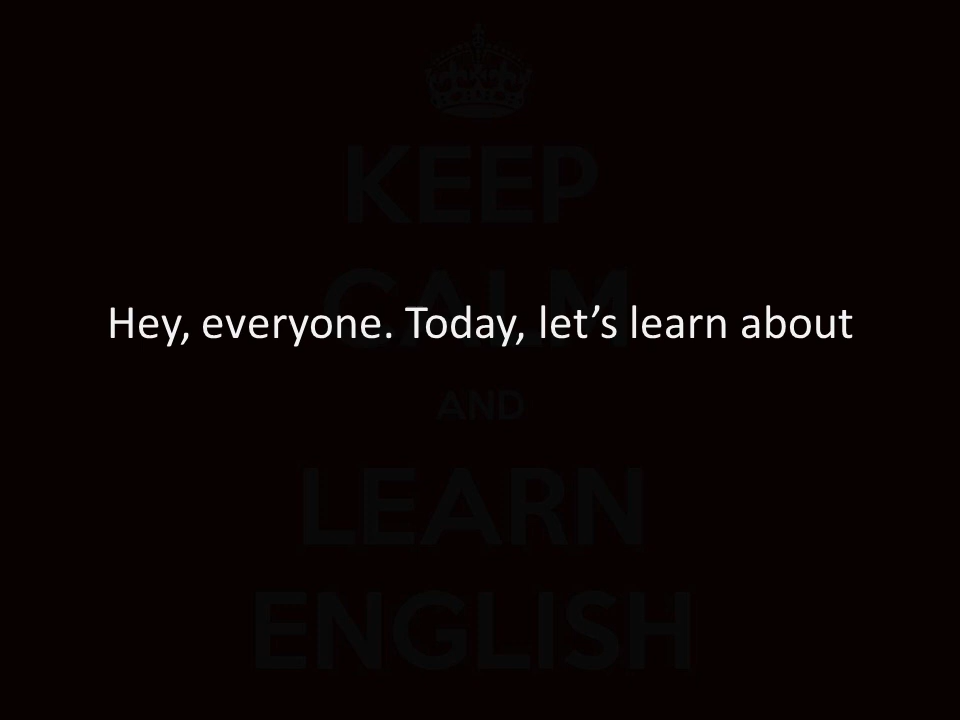 KEEP
CALM
Hey, everyone. Today, let’s learn about
AND
LEARN
ENGLISH